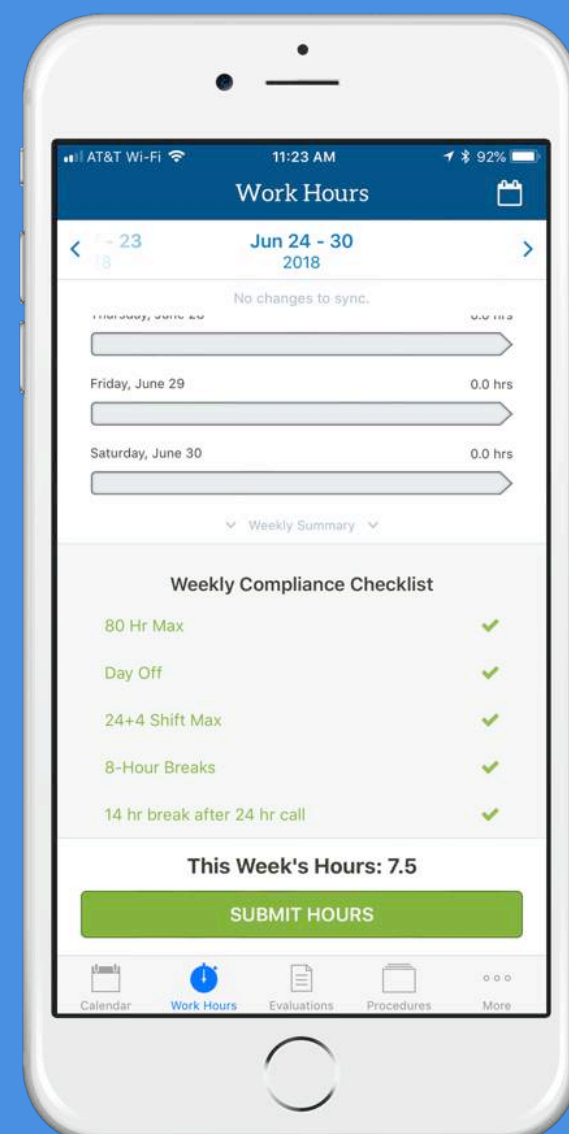 AT&T Wi-Fi 11:23 AM 92%
Work Hours
- 23 Jun 24 - 30
2018
No changes to sync.
0.0 hrs
Friday, June 29 0.0 hrs
Saturday, June 30 0.0 hrs
Weekly Summary
Weekly Compliance Checklist
80 Hr Max
Day Off
24+4 Shift Max
8-Hour Breaks
14 hr break after 24 hr call
This Week's Hours: 7.5
SUBMIT HOURS
Calendar Work Hours Evaluations Procedures More